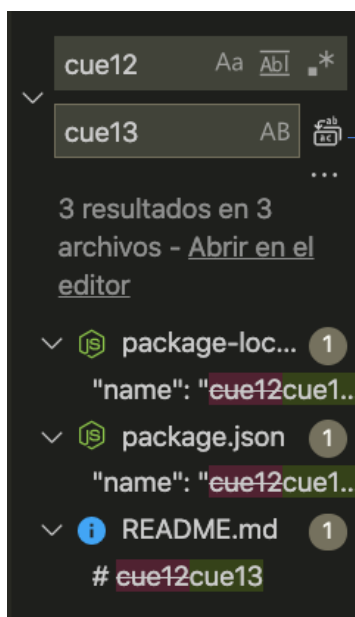 cue12 Aa Abl .*
cue13 AB
...
3 resultados en 3
archivos - Abrir en el
editor
package-loc... 1
"name": "cue12cue1...
package.json 1
"name": "cue12cue1...
README.md 1
# cue12cue13